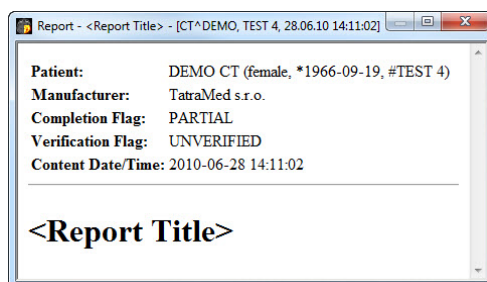 Report - <Report Title> - [CT^DEMO, TEST 4, 28.06.10 14:11:02]
Patient: DEMO CT (female, *1966-09-19, #TEST 4)
Manufacturer: TatraMed s.r.o.
Completion Flag: PARTIAL
Verification Flag: UNVERIFIED
Content Date/Time: 2010-06-28 14:11:02
<Report Title>